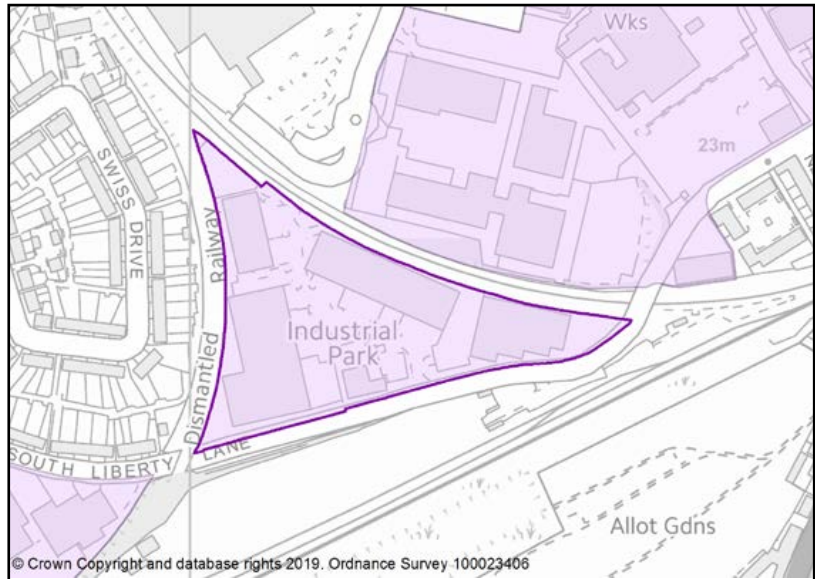 Wks
23m
SWISS DRIVE
Dismantled Railway
Industrial
Park
SOUTH LIBERTY LANE
Allot Gdns
© Crown Copyright and database rights 2019. Ordnance Survey 100023406